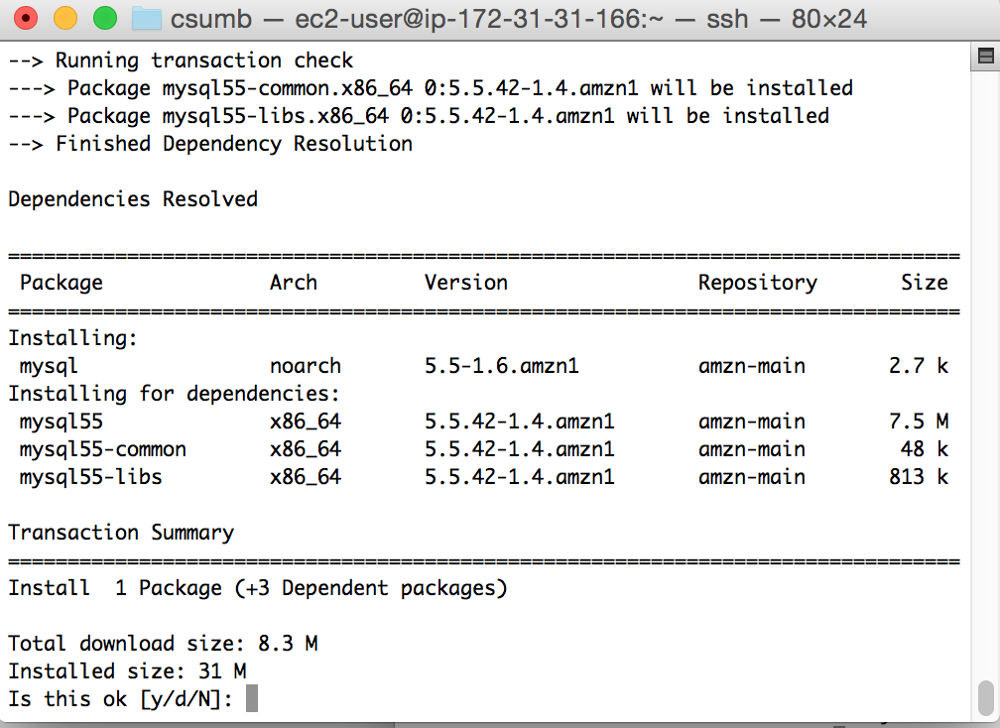 csumb — ec2-user@ip-172-31-31-166:~ — ssh — 80×24
--> Running transaction check
---> Package mysql55-common.x86_64 0:5.5.42-1.4.amzn1 will be installed
---> Package mysql55-libs.x86_64 0:5.5.42-1.4.amzn1 will be installed
--> Finished Dependency Resolution
Dependencies Resolved
================================================================================
Package Arch Version Repository Size
================================================================================
Installing:
mysql noarch 5.5-1.6.amzn1 amzn-main 2.7 k
Installing for dependencies:
mysql55 x86_64 5.5.42-1.4.amzn1 amzn-main 7.5 M
mysql55-common x86_64 5.5.42-1.4.amzn1 amzn-main 48 k
mysql55-libs x86_64 5.5.42-1.4.amzn1 amzn-main 813 k
Transaction Summary
================================================================================
Install 1 Package (+3 Dependent packages)
Total download size: 8.3 M
Installed size: 31 M
Is this ok [y/d/N]: